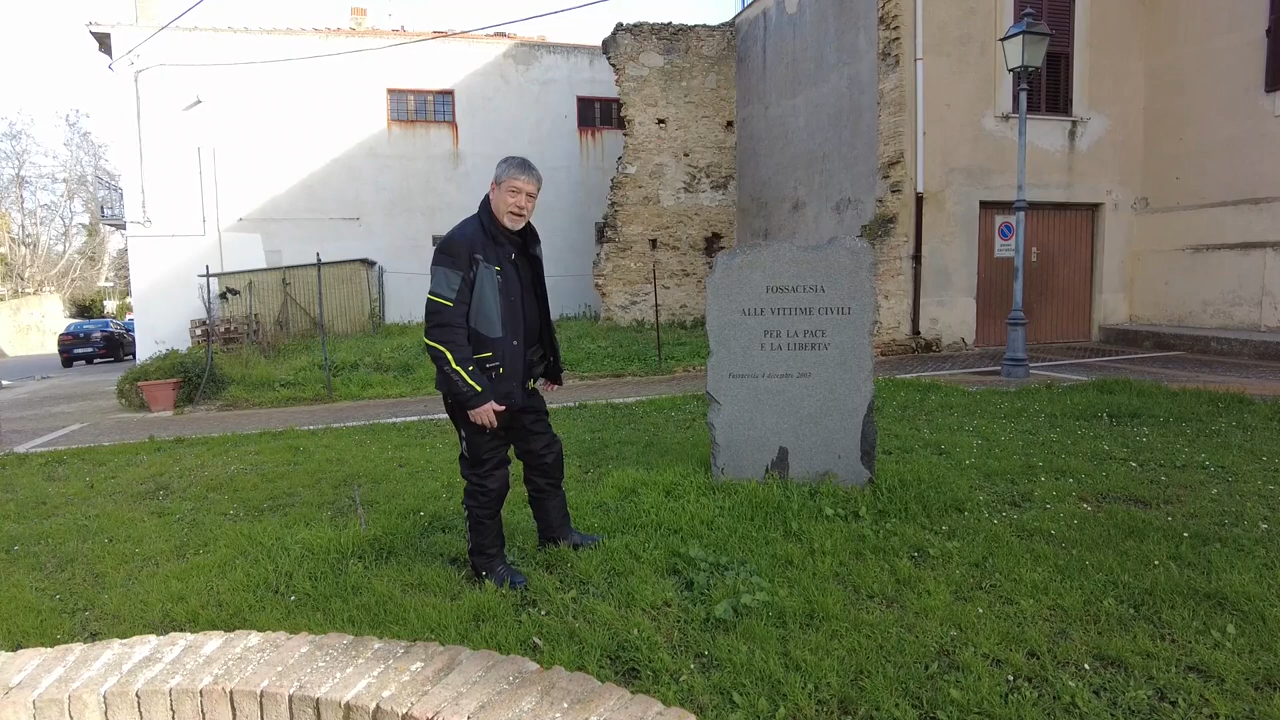 FOSSACESIA
ALLE VITTIME CIVILI
PER LA PACE
E LA LIBERTA'
Fossacesia 4 dicembre 2003